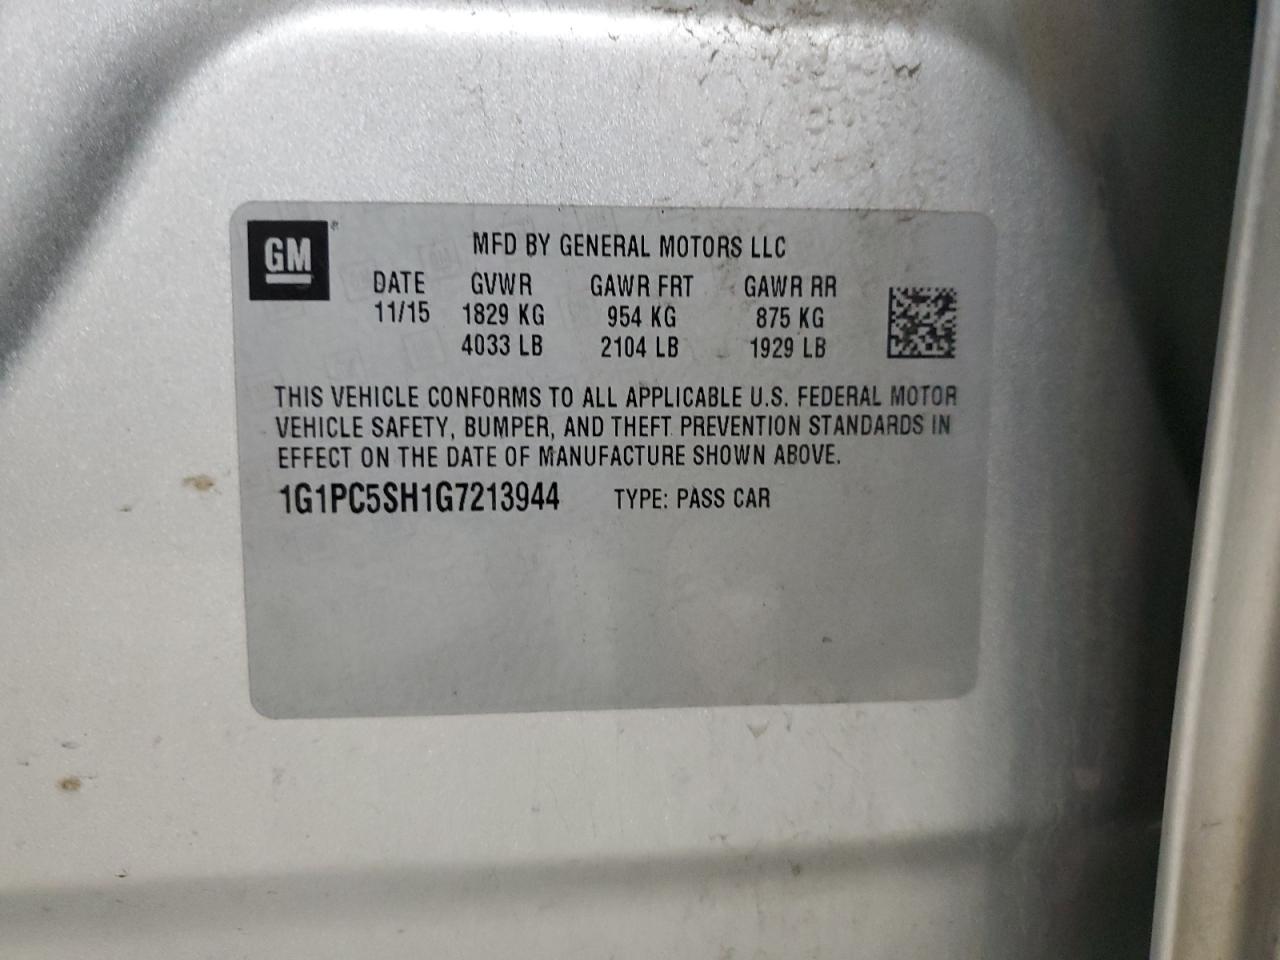 GM ®
MFD BY GENERAL MOTORS LLC
DATE GVWR GAWR FRT GAWR RR
11/15 1829 KG 954 KG 875 KG
4033 LB 2104 LB 1929 LB
THIS VEHICLE CONFORMS TO ALL APPLICABLE U.S. FEDERAL MOTOR
VEHICLE SAFETY, BUMPER, AND THEFT PREVENTION STANDARDS IN
EFFECT ON THE DATE OF MANUFACTURE SHOWN ABOVE.
1G1PC5SH1G7213944 TYPE: PASS CAR